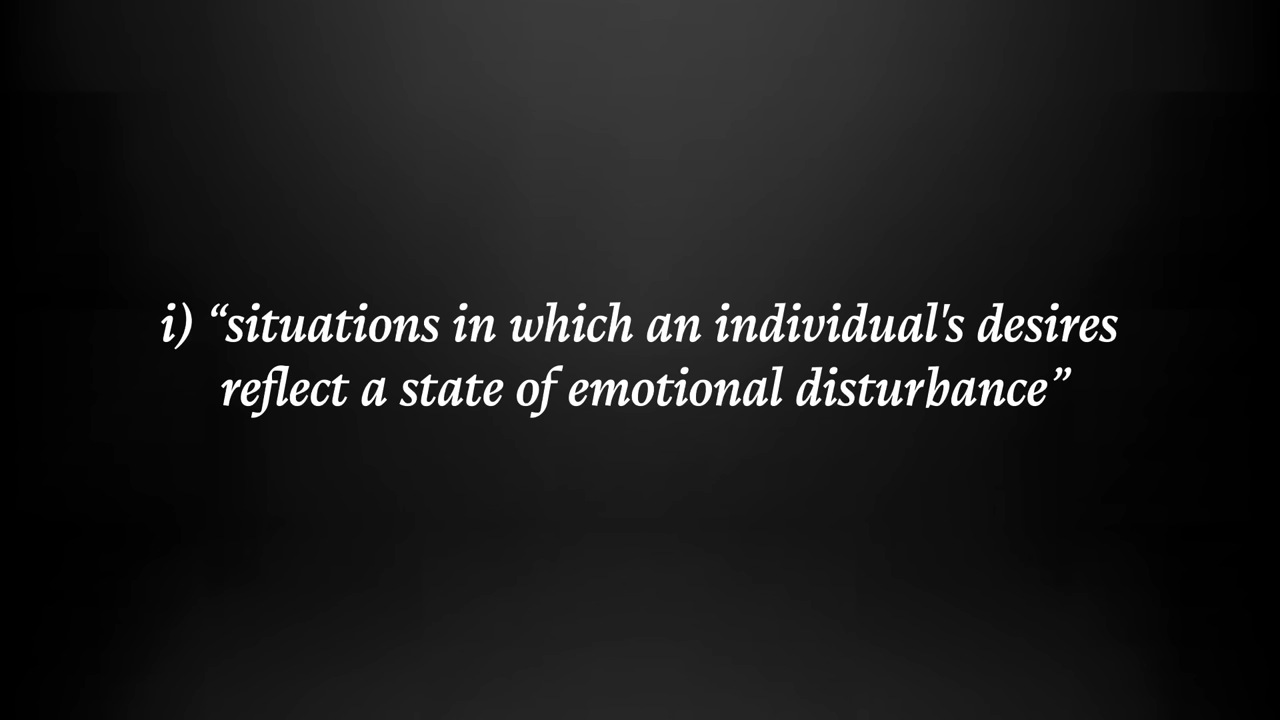 i) “situations in which an individual's desires
reflect a state of emotional disturbance”